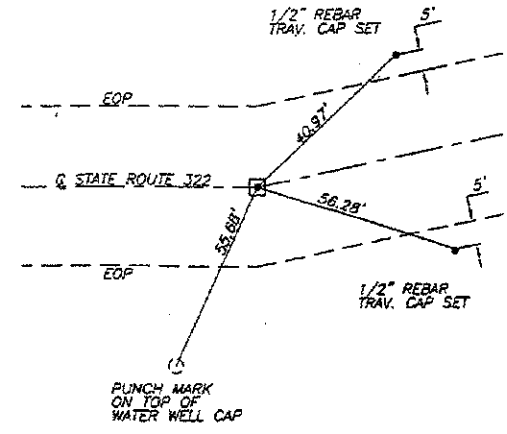 1/2" REBAR
TRAV. CAP SET
5'
EOP
40.97'
℄ STATE ROUTE 322
56.28'
5'
55.68'
EOP
1/2" REBAR
TRAV. CAP SET
PUNCH MARK
ON TOP OF
WATER WELL CAP